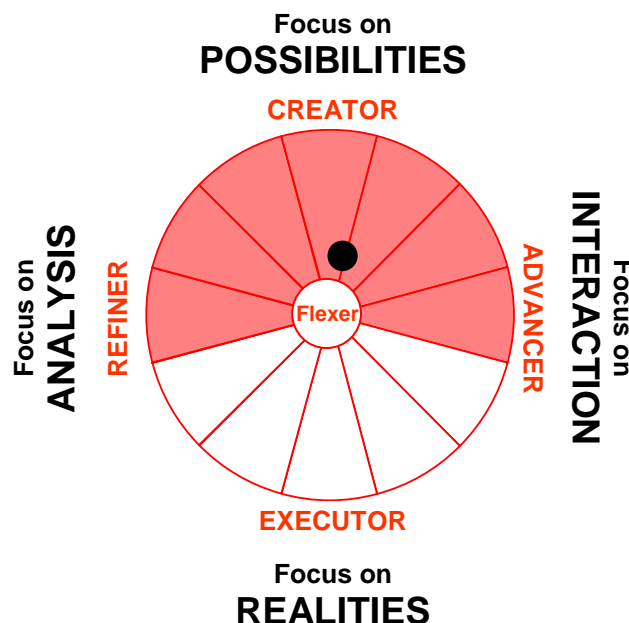 Focus on
POSSIBILITIES
CREATOR
Focus on
ANALYSIS
REFINER
Flexer
ADVANCER
INTERACTION
Focus on
EXECUTOR
Focus on
REALITIES